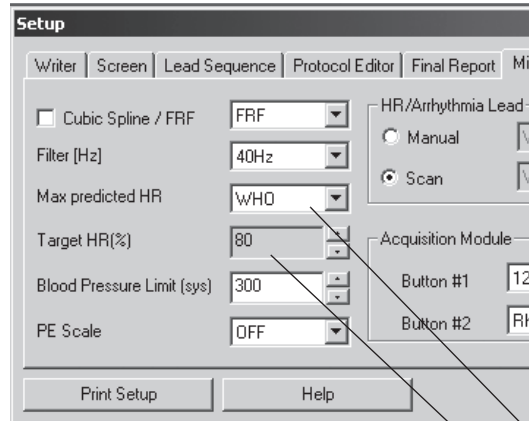 Setup
Writer Screen Lead Sequence Protocol Editor Final Report
Cubic Spline / FRF FRF
Filter [Hz] 40Hz
Max predicted HR WHO
Target HR(%) 80
Blood Pressure Limit (sys) 300
PE Scale OFF
HR/Arrhythmia Lead
Manual
Scan
Acquisition Module
Button #1 12
Button #2
Print Setup Help